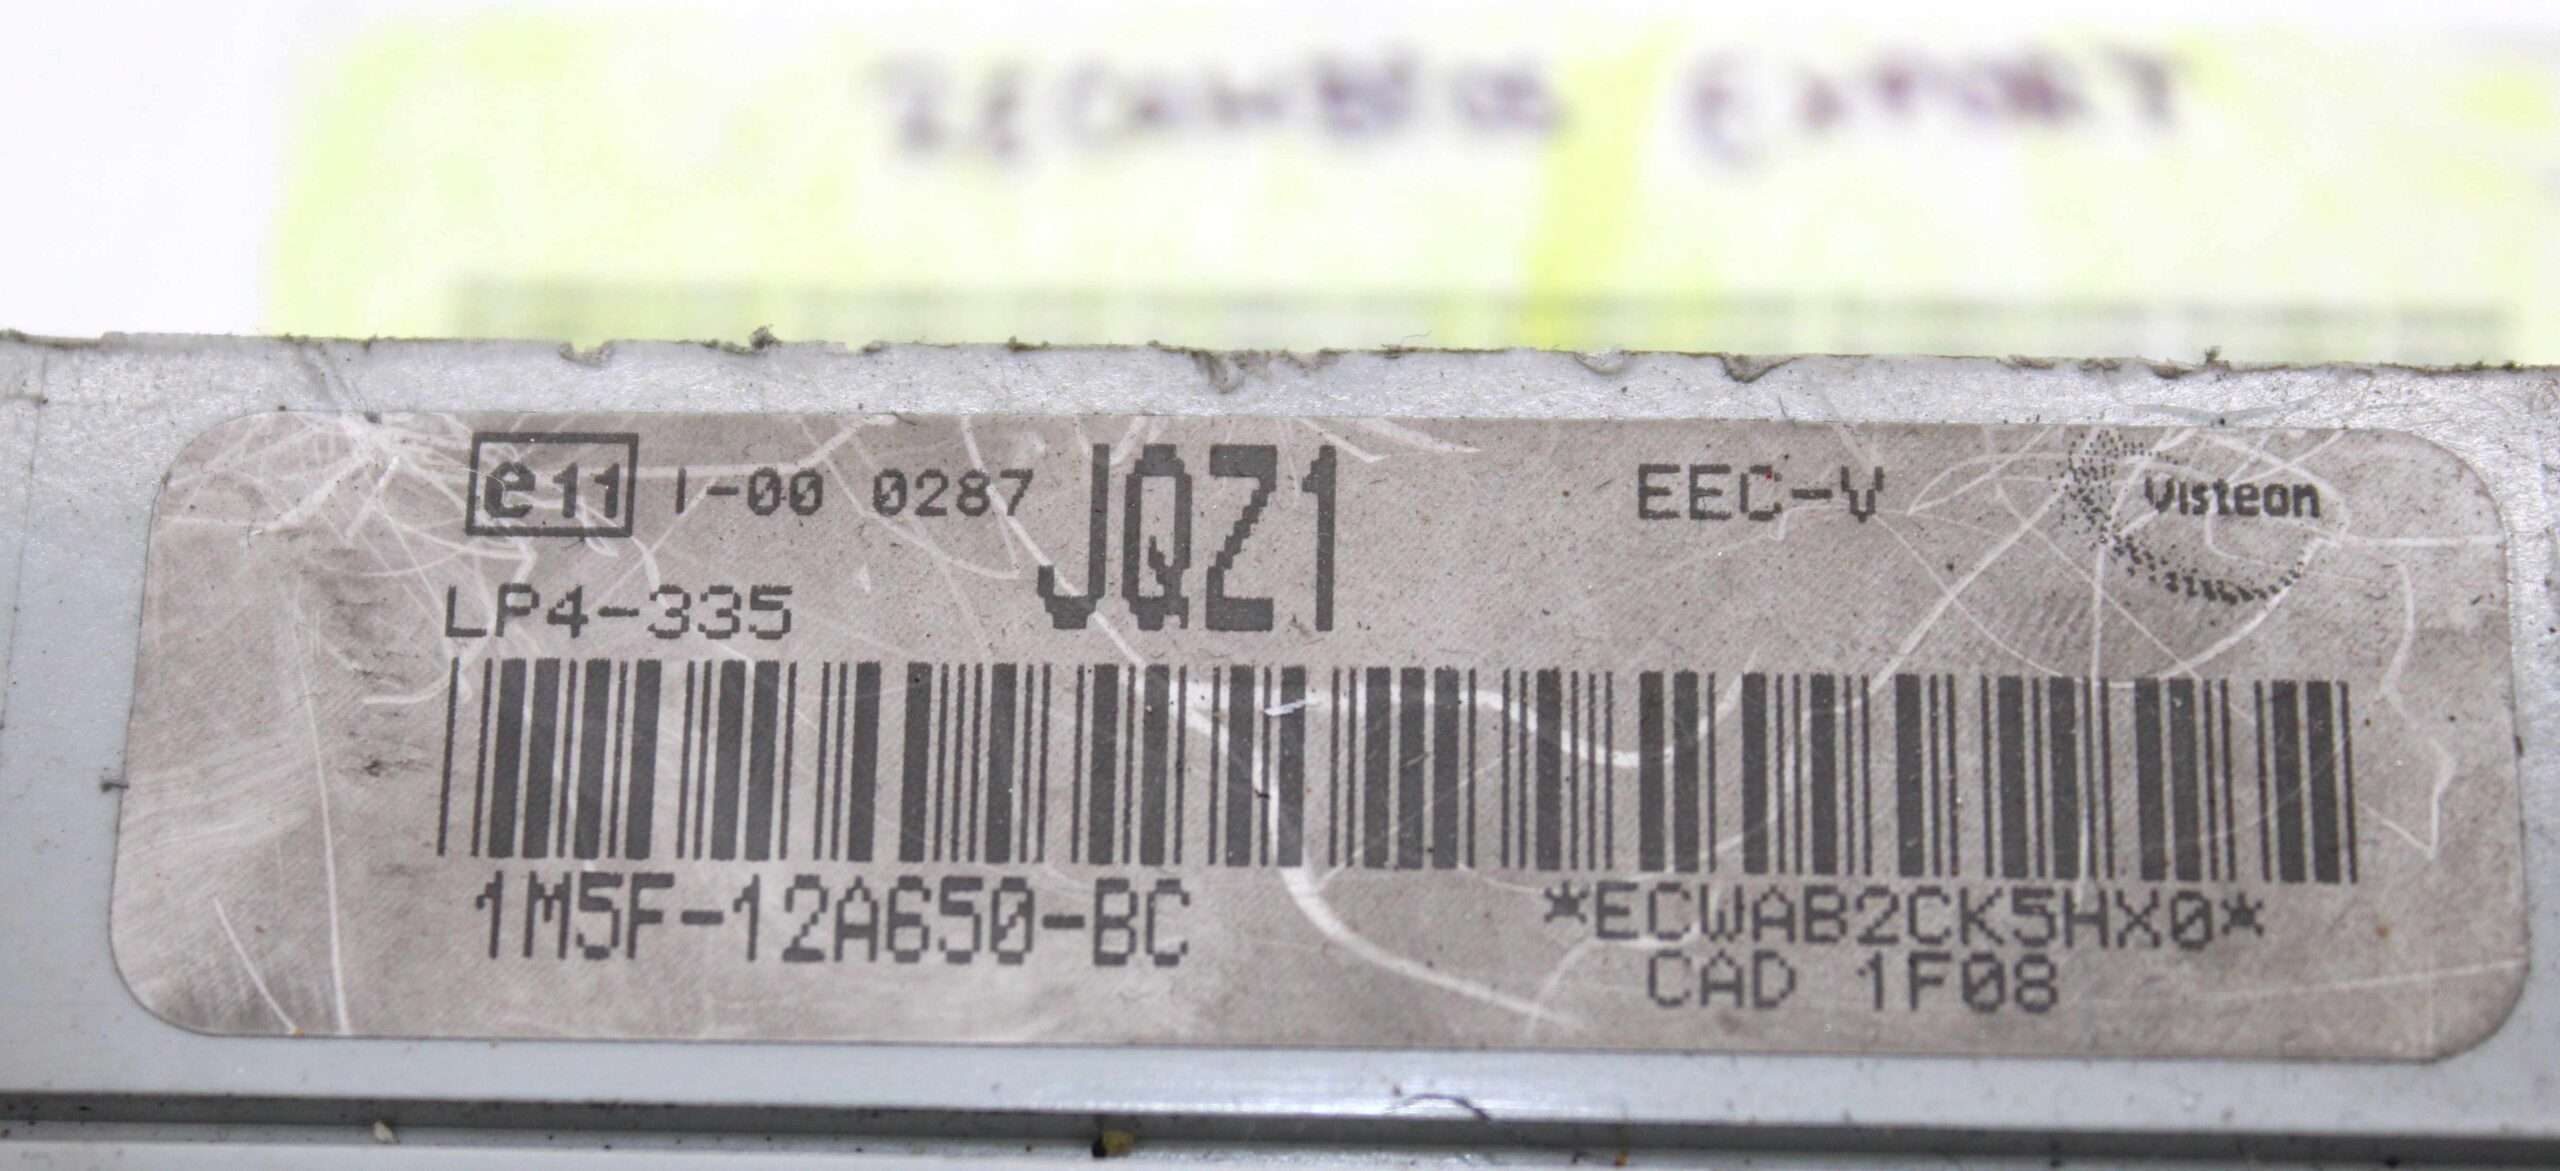 e11 I-00 0287 JQZ1 EEC-V Visteon
LP4-335
1M5F-12A650-BC *ECWAB2CK5HX0*
CAD 1F08